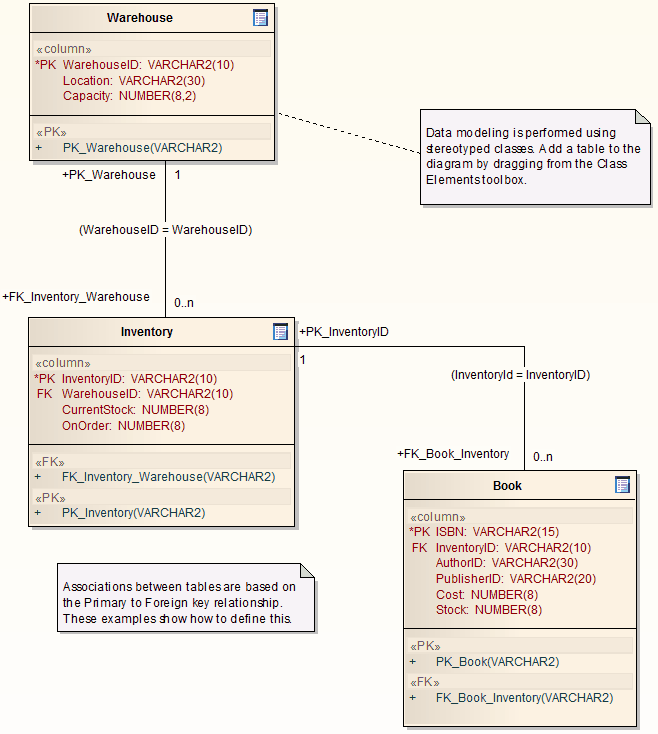 Warehouse
«column»
*PK WarehouseID: VARCHAR2(10)
Location: VARCHAR2(30)
Capacity: NUMBER(8,2)
«PK»
+ PK_Warehouse(VARCHAR2)
Data modeling is performed using
stereotyped classes. Add a table to the
diagram by dragging from the Class
Elements toolbox.
+PK_Warehouse 1
(WarehouseID = WarehouseID)
+FK_Inventory_Warehouse 0..n
Inventory
«column»
*PK InventoryID: VARCHAR2(10)
FK WarehouseID: VARCHAR2(10)
CurrentStock: NUMBER(8)
OnOrder: NUMBER(8)
«FK»
+ FK_Inventory_Warehouse(VARCHAR2)
«PK»
+ PK_Inventory(VARCHAR2)
+PK_InventoryID
1
(InventoryId = InventoryID)
+FK_Book_Inventory 0..n
Book
«column»
*PK ISBN: VARCHAR2(15)
FK InventoryID: VARCHAR2(10)
AuthorID: VARCHAR2(30)
PublisherID: VARCHAR2(20)
Cost: NUMBER(8)
Stock: NUMBER(8)
«PK»
+ PK_Book(VARCHAR2)
«FK»
+ FK_Book_Inventory(VARCHAR2)
Associations between tables are based on
the Primary to Foreign key relationship.
These examples show how to define this.